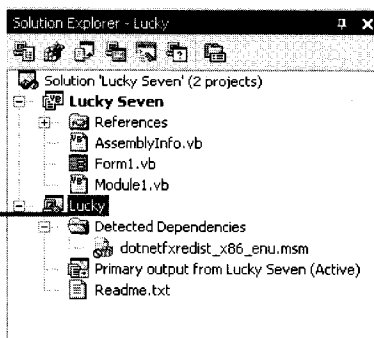 Solution Explorer - Lucky
Solution 'Lucky Seven' (2 projects)
Lucky Seven
References
AssemblyInfo.vb
Form1.vb
Module1.vb
Lucky
Detected Dependencies
dotnetfxredist_x86_enu.msm
Primary output from Lucky Seven (Active)
Readme.txt